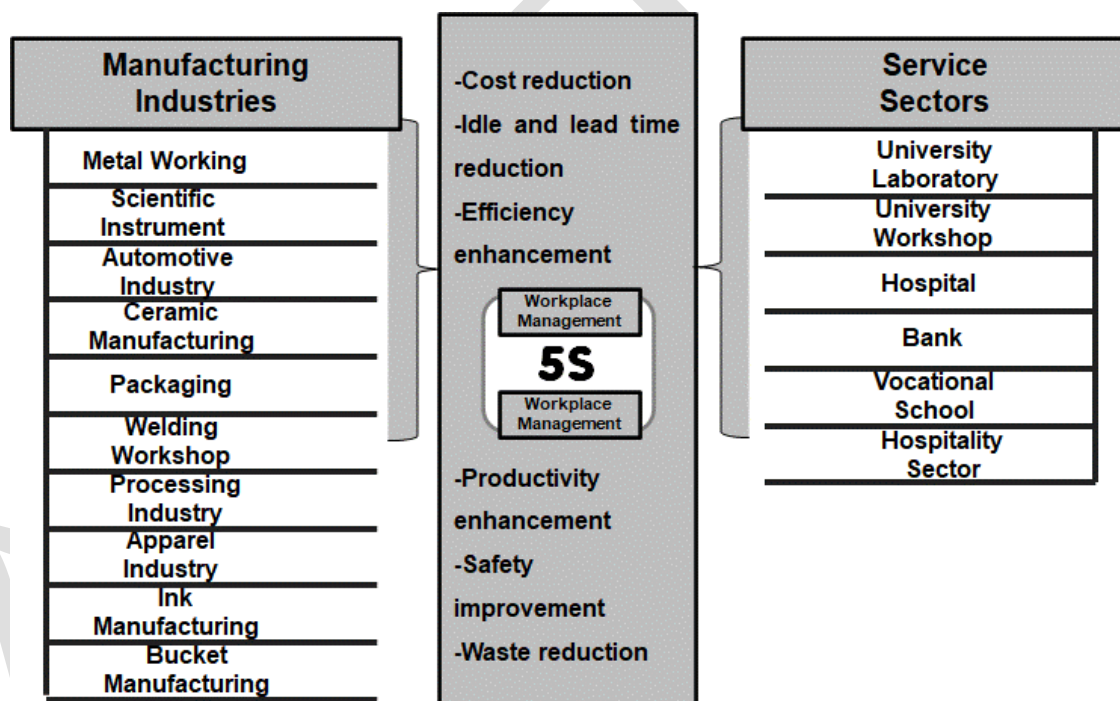 Manufacturing
Industries
Metal Working
Scientific
Instrument
Automotive
Industry
Ceramic
Manufacturing
Packaging
Welding
Workshop
Processing
Industry
Apparel
Industry
Ink
Manufacturing
Bucket
Manufacturing
-Cost reduction
-Idle and lead time
reduction
-Efficiency
enhancement
Workplace
Management
5S
Workplace
Management
-Productivity
enhancement
-Safety
improvement
-Waste reduction
Service
Sectors
University
Laboratory
University
Workshop
Hospital
Bank
Vocational
School
Hospitality
Sector